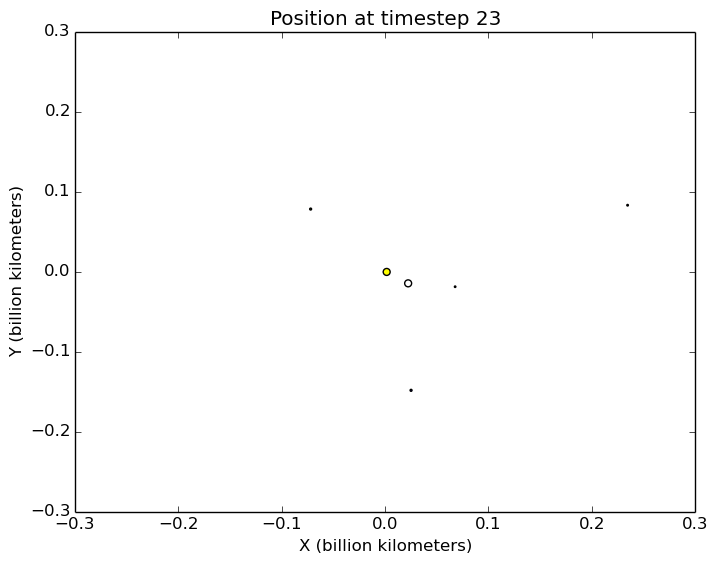 Position at timestep 23
0.3
0.2
0.1
0.0
−0.1
−0.2
−0.3
Y (billion kilometers)
−0.3 −0.2 −0.1 0.0 0.1 0.2 0.3
X (billion kilometers)